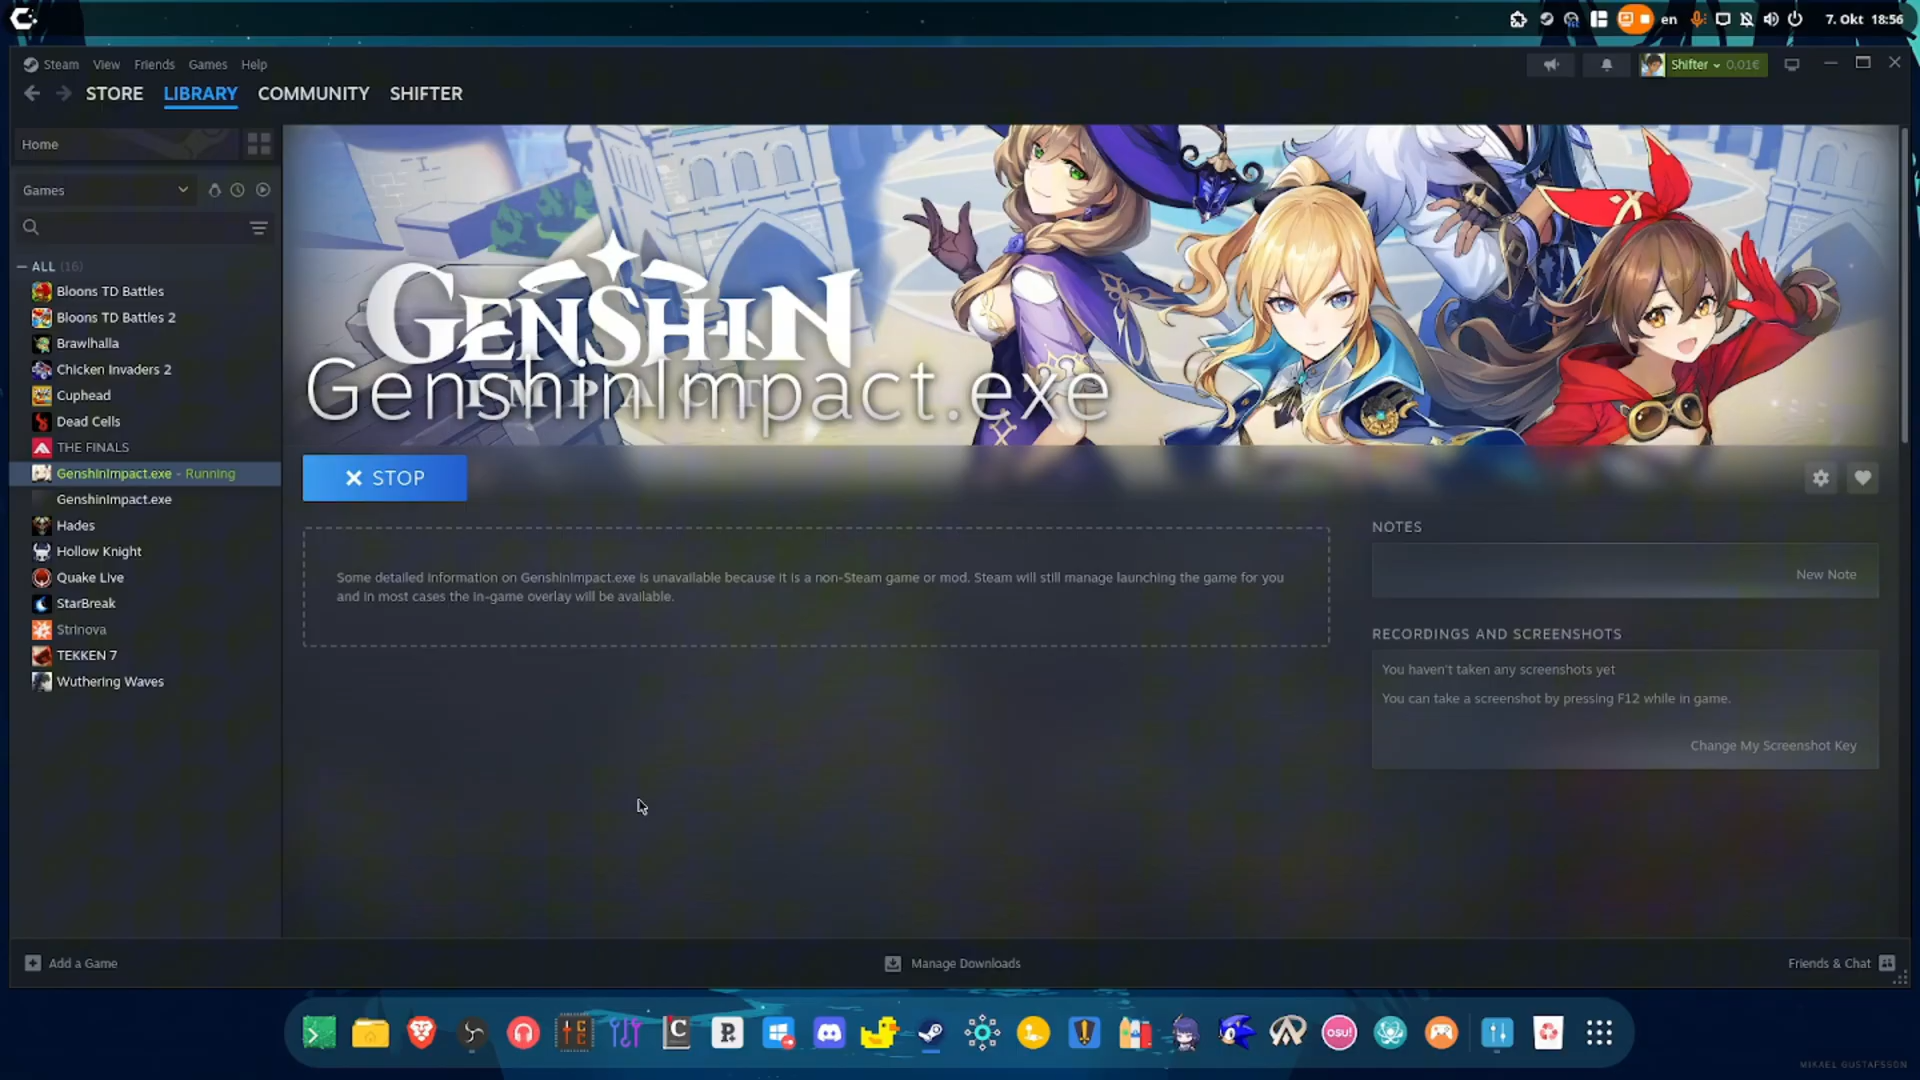 en
7. Okt 18:56
Steam View Friends Games Help
Shifter 0.01€
STORE LIBRARY COMMUNITY SHIFTER
Home
Games
ALL (16)
Bloons TD Battles
Bloons TD Battles 2
Brawlhalla
Chicken Invaders 2
Cuphead
Dead Cells
THE FINALS
GenshinImpact.exe - Running
GenshinImpact.exe
Hades
Hollow Knight
Quake Live
StarBreak
Strinova
TEKKEN 7
Wuthering Waves
GENSHIN
IMPACT
GenshinImpact.exe
STOP
Some detailed information on GenshinImpact.exe is unavailable because it is a non-Steam game or mod. Steam will still manage launching the game for you
and in most cases the in-game overlay will be available.
NOTES
New Note
RECORDINGS AND SCREENSHOTS
You haven't taken any screenshots yet
You can take a screenshot by pressing F12 while in game.
Change My Screenshot Key
Add a Game
Manage Downloads
Friends & Chat
osu!
MIKAEL GUSTAFSSON